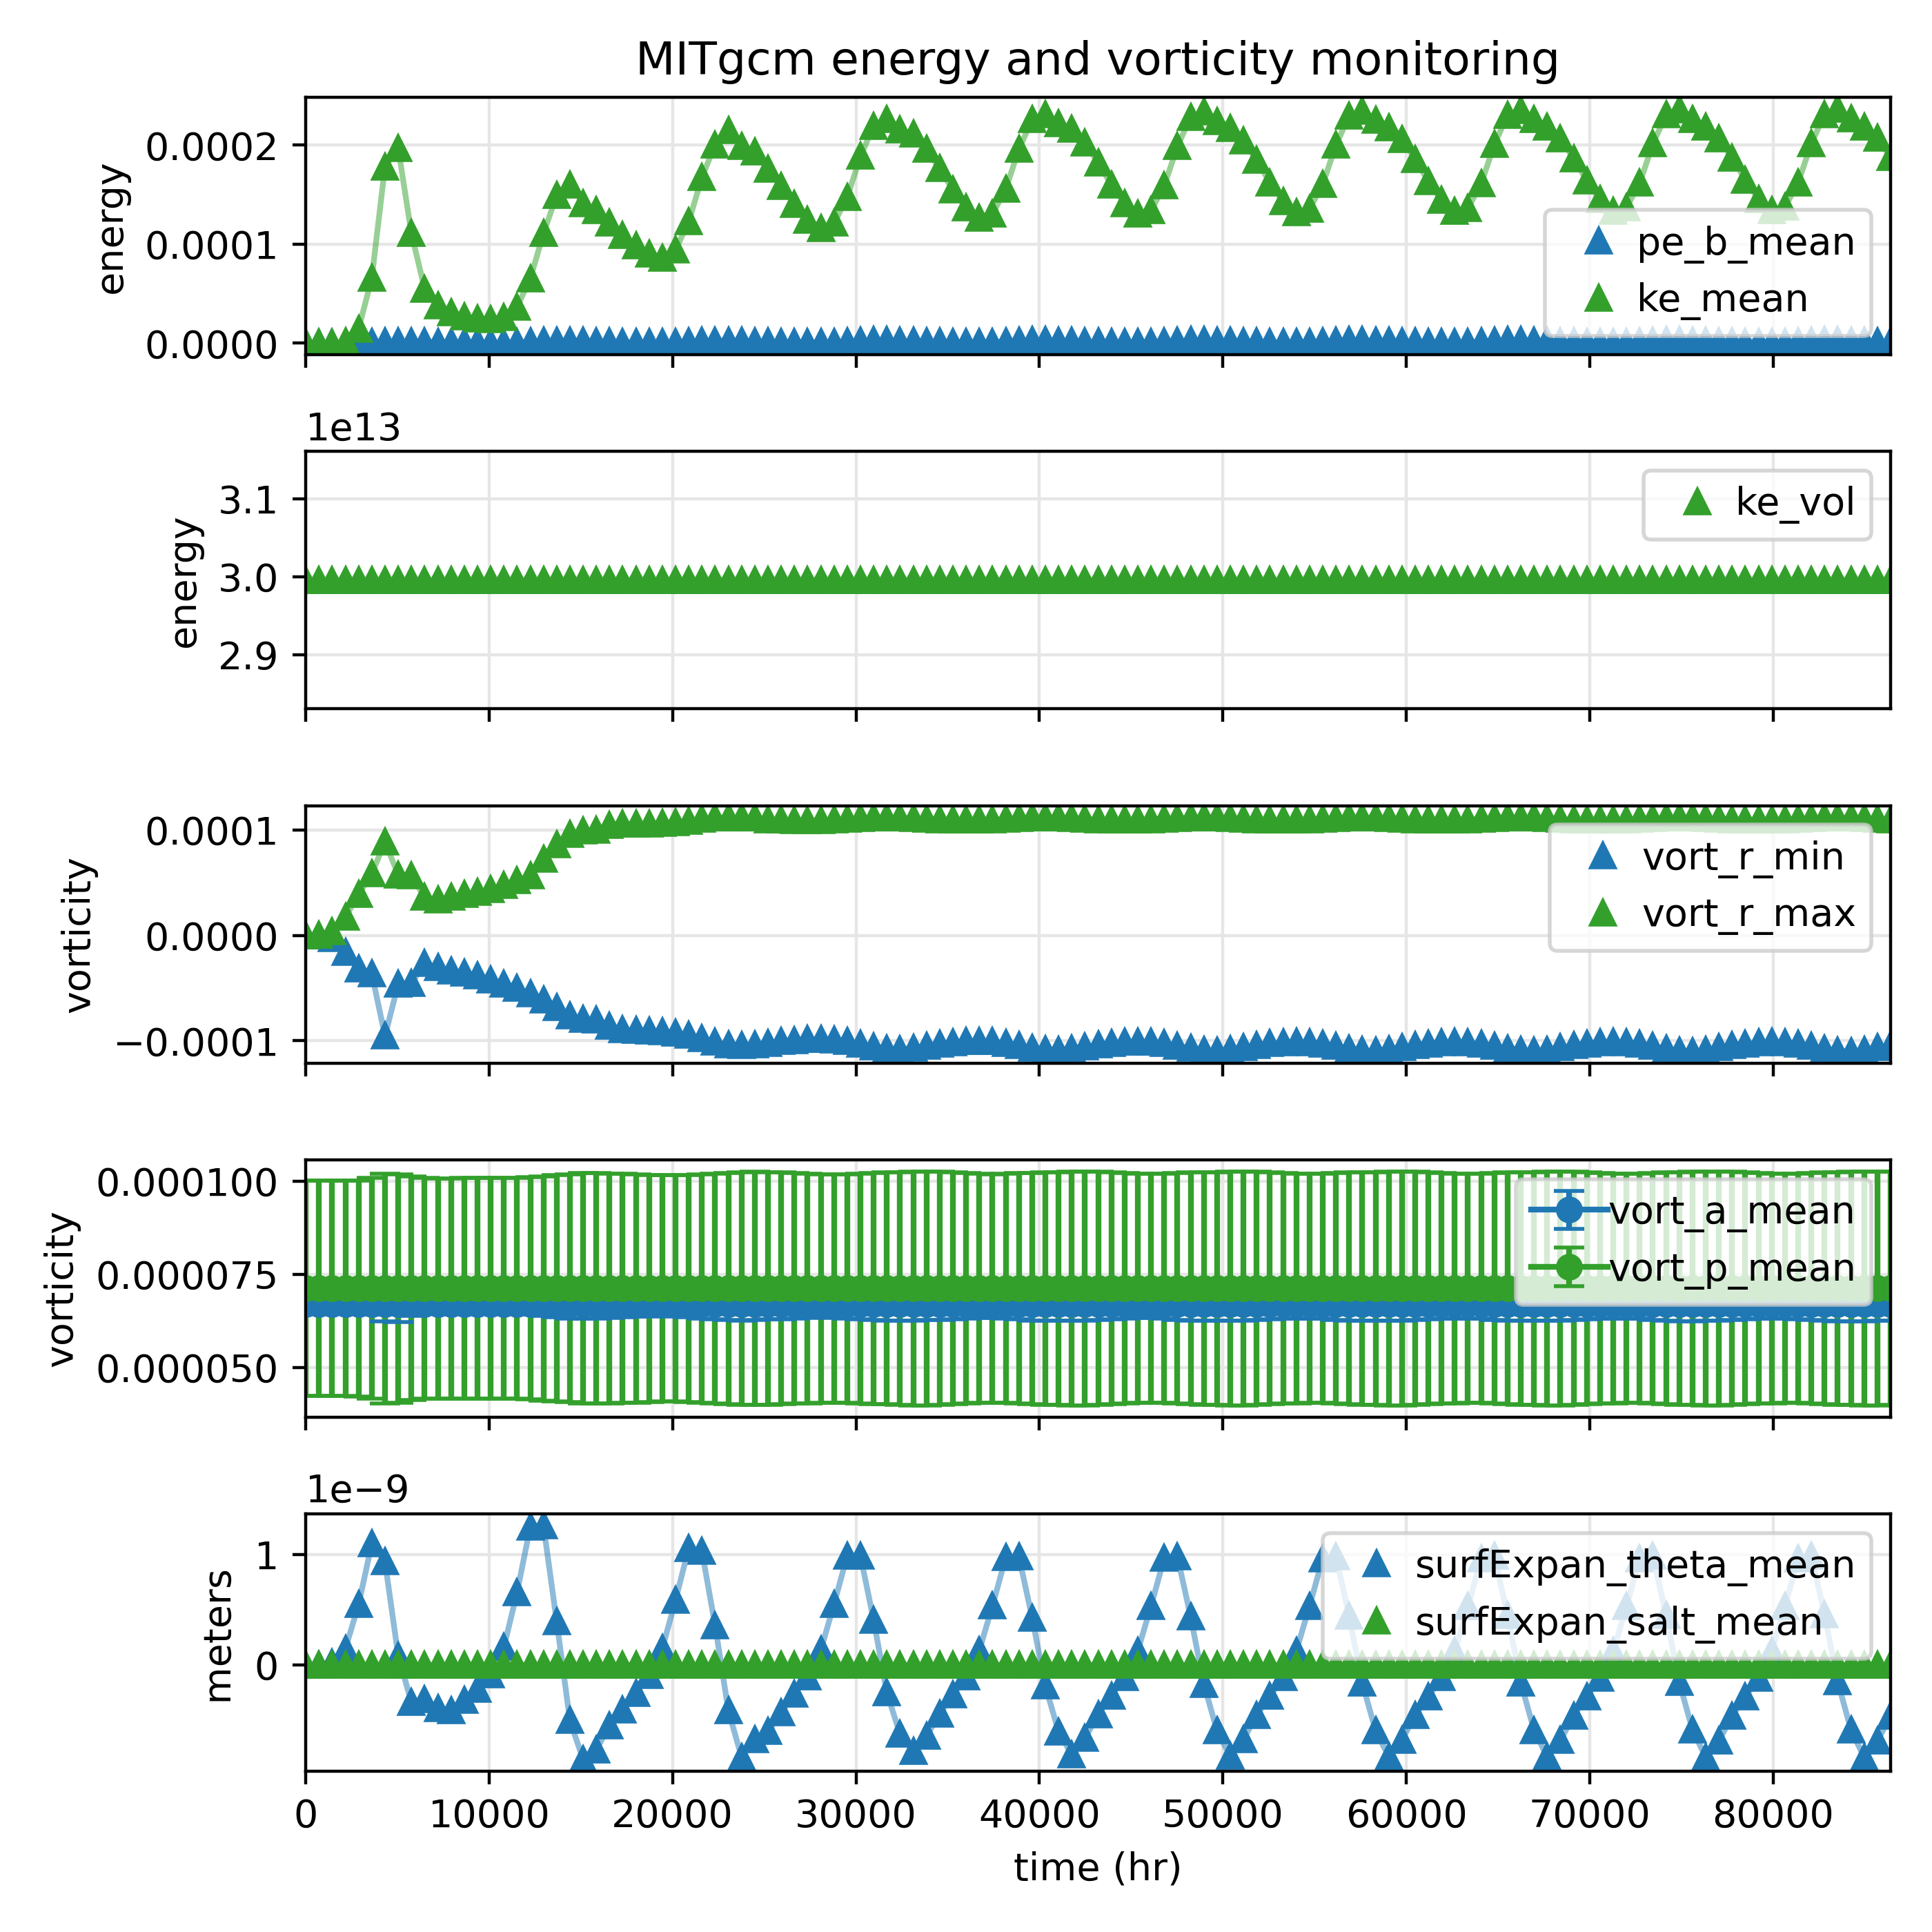 MITgcm energy and vorticity monitoring
energy
0.0002
0.0001
0.0000
pe_b_mean
ke_mean
1e13
energy
3.1
3.0
2.9
ke_vol
vorticity
0.0001
0.0000
−0.0001
vort_r_min
vort_r_max
vorticity
0.000100
0.000075
0.000050
vort_a_mean
vort_p_mean
1e−9
meters
1
0
surfExpan_theta_mean
surfExpan_salt_mean
0 10000 20000 30000 40000 50000 60000 70000 80000
time (hr)